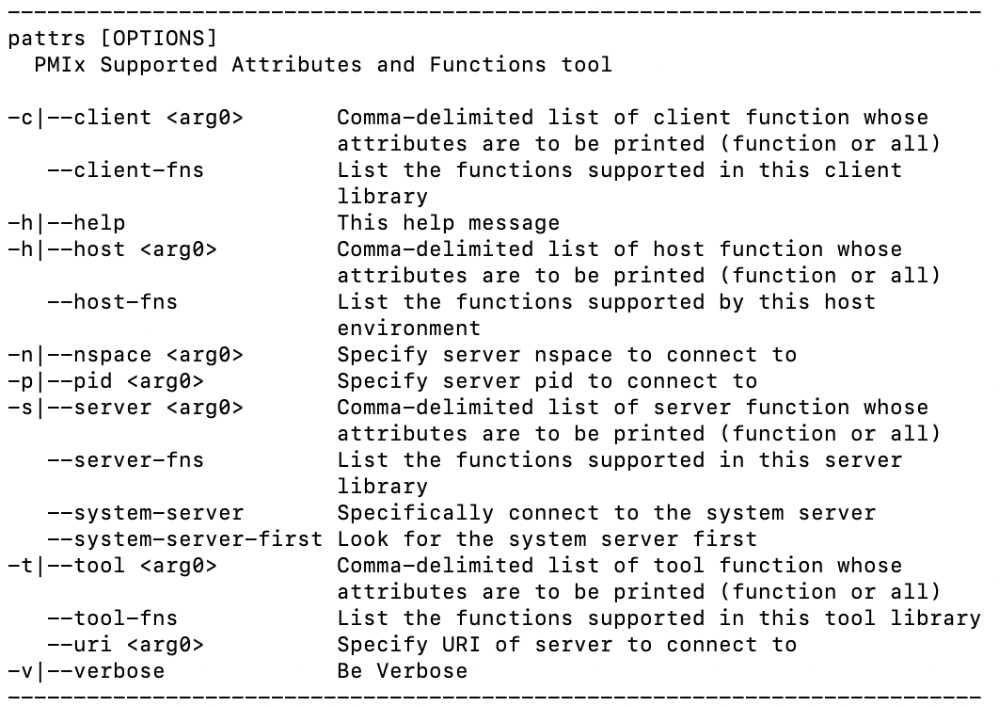 ---------------------------------------------------------------------------
pattrs [OPTIONS]
  PMIx Supported Attributes and Functions tool

-c|--client <arg0>       Comma-delimited list of client function whose
                         attributes are to be printed (function or all)
   --client-fns          List the functions supported in this client
                         library
-h|--help                This help message
-h|--host <arg0>         Comma-delimited list of host function whose
                         attributes are to be printed (function or all)
   --host-fns            List the functions supported by this host
                         environment
-n|--nspace <arg0>       Specify server nspace to connect to
-p|--pid <arg0>          Specify server pid to connect to
-s|--server <arg0>       Comma-delimited list of server function whose
                         attributes are to be printed (function or all)
   --server-fns          List the functions supported in this server
                         library
   --system-server       Specifically connect to the system server
   --system-server-first Look for the system server first
-t|--tool <arg0>         Comma-delimited list of tool function whose
                         attributes are to be printed (function or all)
   --tool-fns            List the functions supported in this tool library
   --uri <arg0>          Specify URI of server to connect to
-v|--verbose             Be Verbose
---------------------------------------------------------------------------